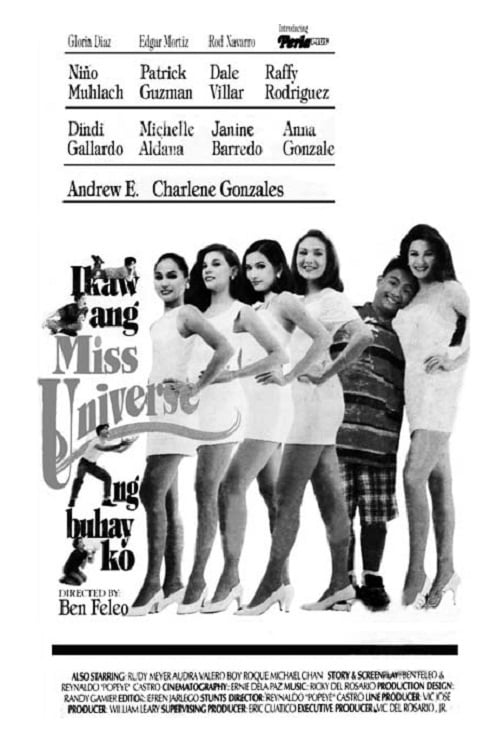 Gloria Diaz Edgar Mortiz Rod Navarro Introducing
Niño Muhlach Patrick Guzman Dale Villar Raffy Rodriguez
Dindi Gallardo Michelle Aldana Janine Barredo Anna Gonzale
Andrew E. Charlene Gonzales
Ikaw
ang
Miss
Universe
ng
buhay
ko
DIRECTED BY:
Ben Feleo
ALSO STARRING: RUDY MEYER AUDRA VALERO BOY ROQUE MICHAEL CHAN STORY & SCREENPLAY: BEN FELEO &
REYNALDO "POPEYE" CASTRO CINEMATOGRAPHY: ERNIE DELA PAZ MUSIC: RICKY DEL ROSARIO PRODUCTION DESIGN:
RANDY GAMIER EDITOR: EFREN JARLEGO STUNTS DIRECTOR: REYNALDO "POPEYE" CASTRO LINE PRODUCER: VIC JOSE
PRODUCER: WILLIAM LEARY SUPERVISING PRODUCER: ERIC CUATICO EXECUTIVE PRODUCER: VIC DEL ROSARIO, JR.